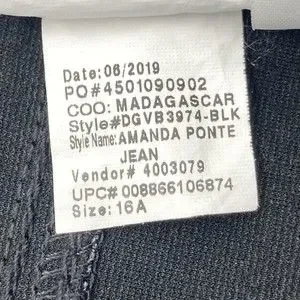 Date: 06/2019
PO#4501090902
COO: MADAGASCAR
Style#DGVB3974-BLK
Style Name: AMANDA PONTE
JEAN
Vendor# 4003079
UPC# 008866106874
Size: 16A